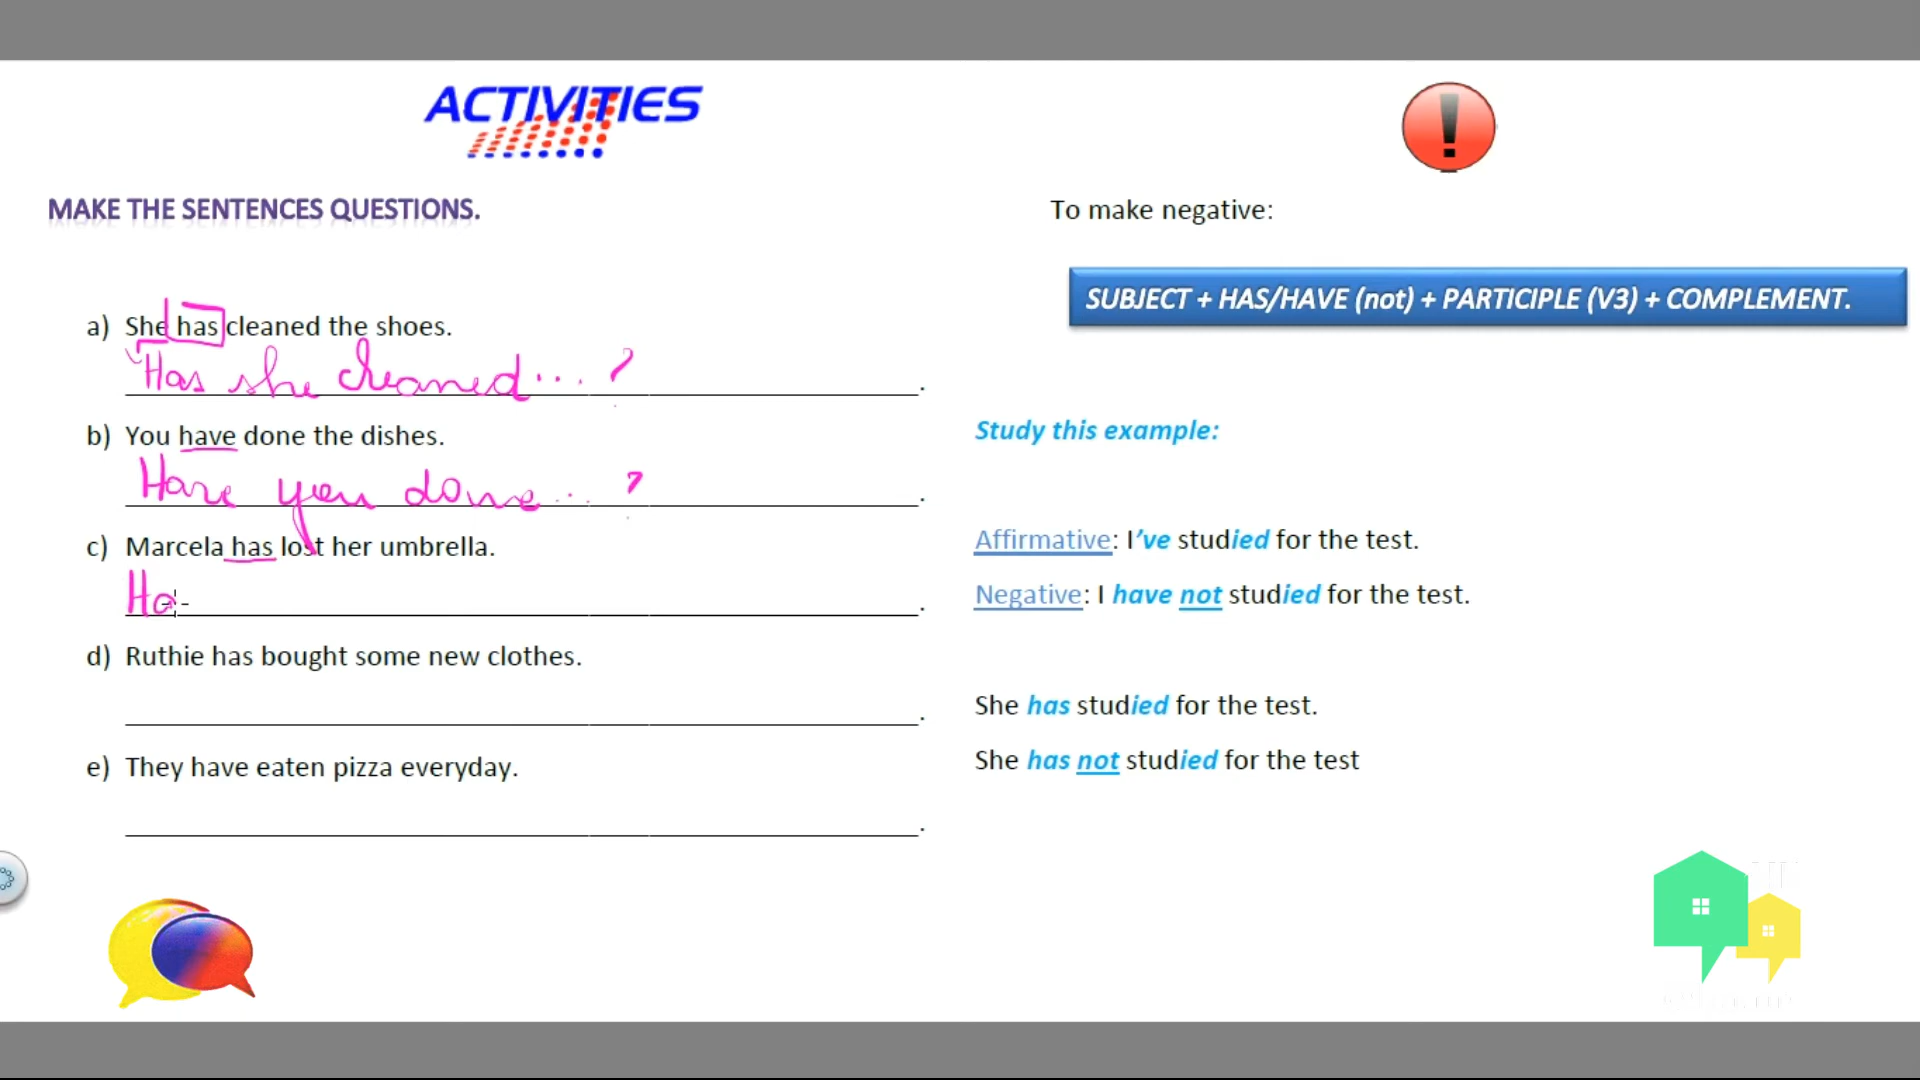 ACTIVITIES
MAKE THE SENTENCES QUESTIONS.
a) She has cleaned the shoes.
Has she cleaned... ?
.
b) You have done the dishes.
Have you done... ?
.
c) Marcela has lost her umbrella.
Ha
.
d) Ruthie has bought some new clothes.
.
e) They have eaten pizza everyday.
.
!
To make negative:
SUBJECT + HAS/HAVE (not) + PARTICIPLE (V3) + COMPLEMENT.
Study this example:
Affirmative: I've studied for the test.
Negative: I have not studied for the test.
She has studied for the test.
She has not studied for the test